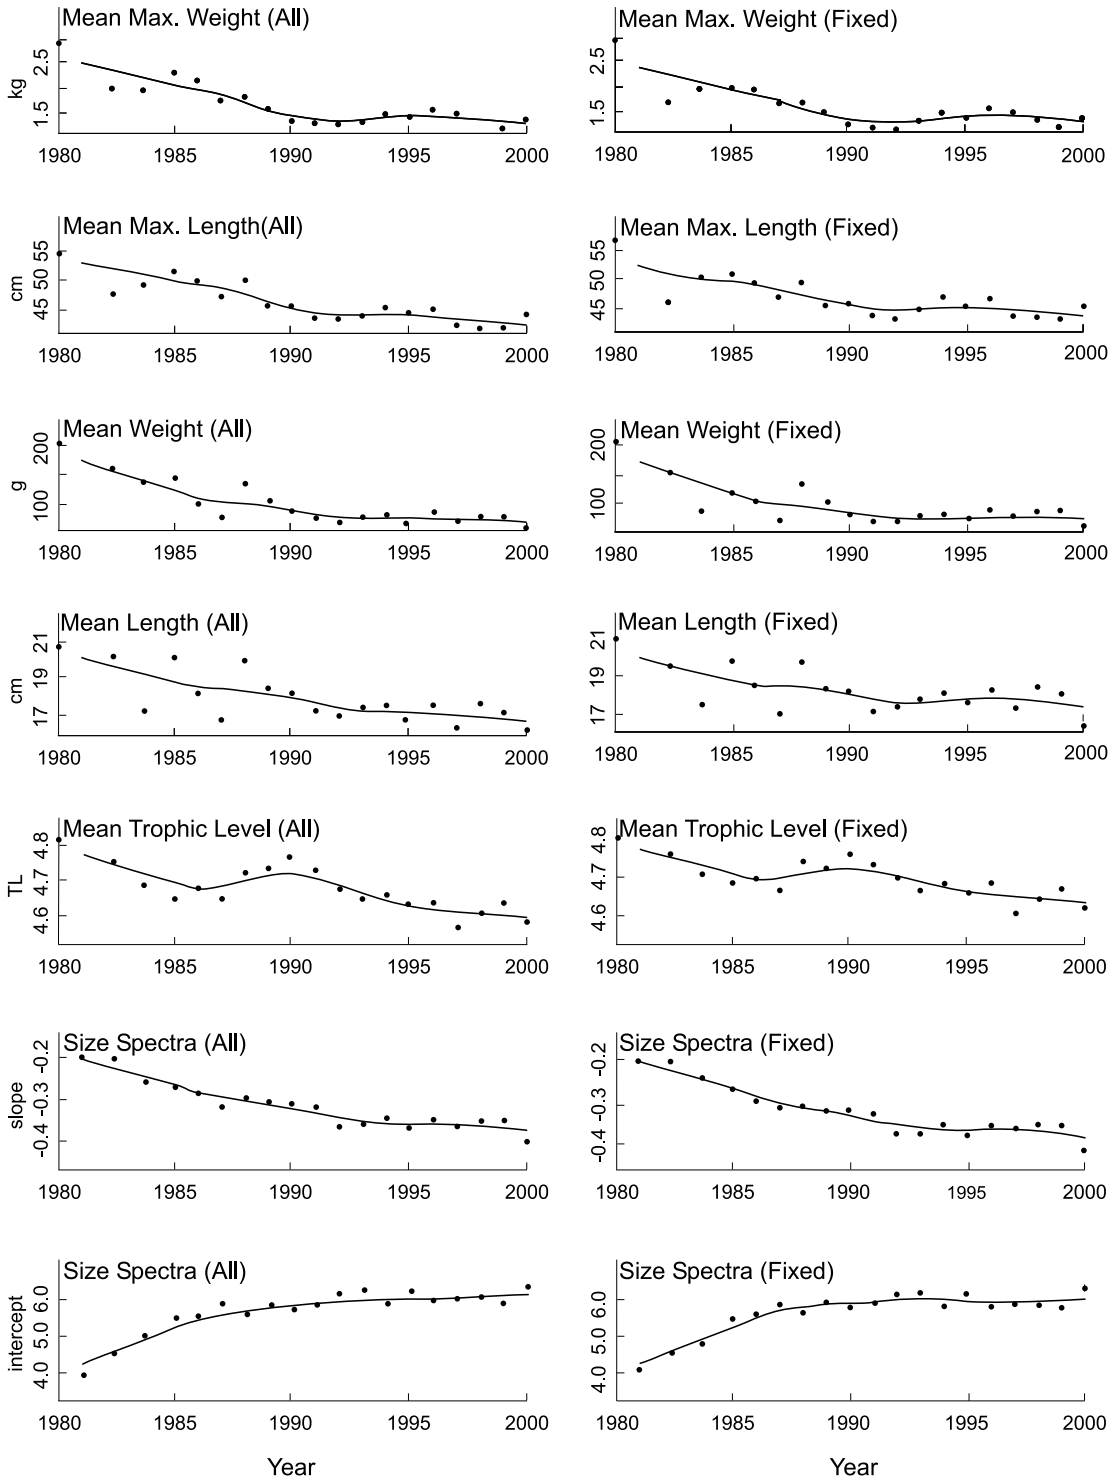 Mean Max. Weight (All)
Mean Max. Weight (Fixed)
kg
2.5
1.5
2.5
1.5
1980 1985 1990 1995 2000
1980 1985 1990 1995 2000
Mean Max. Length(All)
Mean Max. Length (Fixed)
cm
55
50
45
55
50
45
1980 1985 1990 1995 2000
1980 1985 1990 1995 2000
Mean Weight (All)
Mean Weight (Fixed)
g
200
100
200
100
1980 1985 1990 1995 2000
1980 1985 1990 1995 2000
Mean Length (All)
Mean Length (Fixed)
cm
21
19
17
21
19
17
1980 1985 1990 1995 2000
1980 1985 1990 1995 2000
Mean Trophic Level (All)
Mean Trophic Level (Fixed)
TL
4.8
4.7
4.6
4.8
4.7
4.6
1980 1985 1990 1995 2000
1980 1985 1990 1995 2000
Size Spectra (All)
Size Spectra (Fixed)
slope
-0.2
-0.3
-0.4
-0.2
-0.3
-0.4
1980 1985 1990 1995 2000
1980 1985 1990 1995 2000
Size Spectra (All)
Size Spectra (Fixed)
intercept
6.0
5.0
4.0
6.0
5.0
4.0
1980 1985 1990 1995 2000
1980 1985 1990 1995 2000
Year
Year